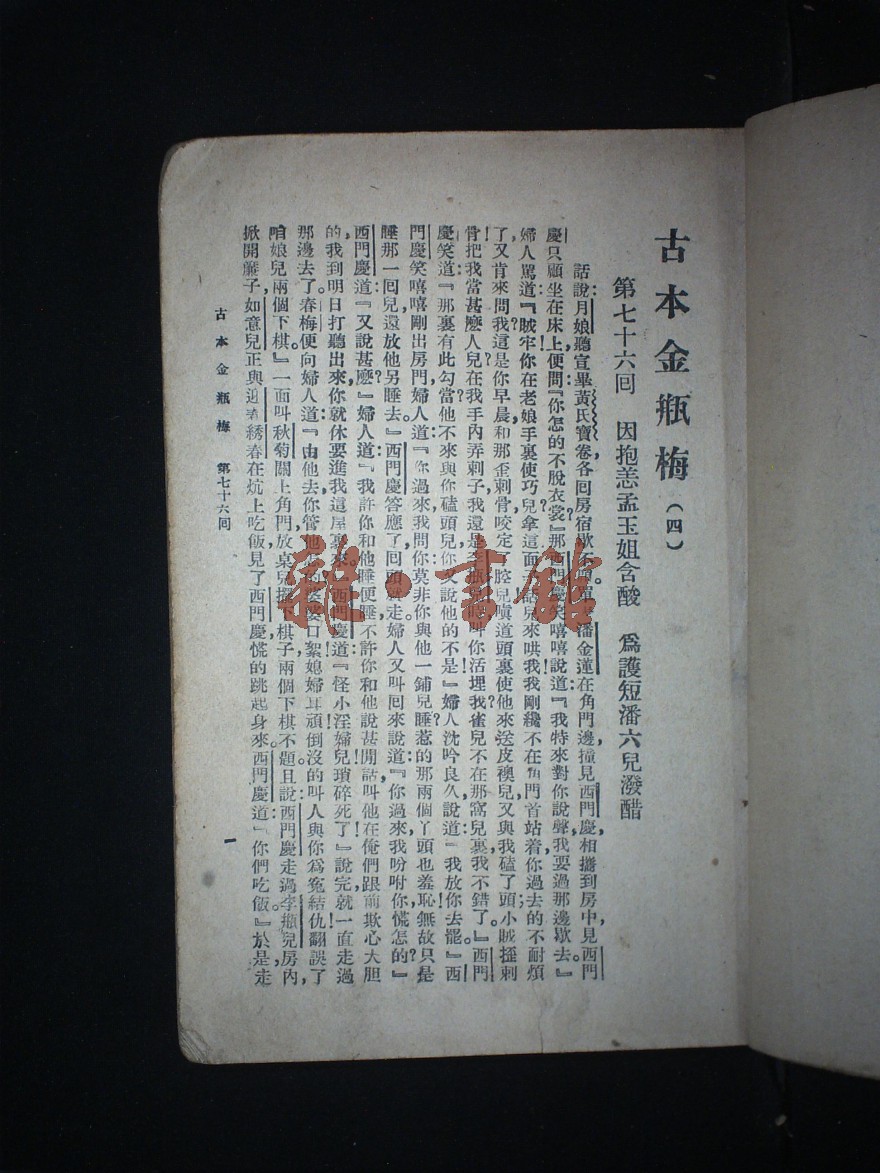 古本金瓶梅(四)
第七十六回 因抱恙孟玉姐含酸 爲護短潘六兒潑醋
話說月娘聽宣畢黃氏寶卷,各回房宿歇不題單潘金蓮在角門邊,撞見西門慶,相攜到房中,見西門
慶只顧坐在床上,便問『你怎的不脫衣裳?』那西門慶笑嘻嘻說道:『我特來對你說聲,我要過那邊歇去。』
婦人罵道:『賊牢!你在老娘手裏使巧兒,拿這面兒來哄我!我剛纔不在角門首站着,你過去的不耐煩
了,又肯來問我?這是你早晨和那歪刺骨咬定腔兒嗔道頭裏使他來送皮襖兒,又與我磕了頭;小賊㧱刺
骨!把我當甚麼人兒?在我手內弄剌子,我還是李瓶兒叫你活埋我!雀兒不在那窩兒裏,我不錯了。』西門
慶笑道:『那裏有此勾當?他不來與你磕頭兒,你又說他的不是。』婦人沈吟良久,說道:『我放你去罷!』西
門慶笑嘻嘻剛出房門,婦人道:『你過來,我問你,莫非你與他一鋪兒睡?惹的那兩個丫頭也羞恥,無故只是
睡那一回兒,還放他另睡去。』西門慶答應了,回頭就走,婦人又叫回來說道:『你過來,我吩咐你,慌怎的?』
西門慶道:『又說甚麼?』婦人道:『我許你和他睡便睡,不許你和他說甚閒話,叫他在俺們跟前欺心大胆
的,我到明日打聽出來,你就休要進我這屋裏來。』西門慶道:『怪小淫婦兒!瑣碎死了!』說完就一直走過
那邊去了。春梅便向婦人道:『由他去,你管他婆婆口絮,媳婦耳頑,倒沒的叫人與你爲冤結仇!翻誤了
咱娘兒兩個下棋。』一面叫秋菊關上角門,放桌兒擺下棋子,兩個下棋不題。且說西門慶走過李瓶兒房內,
掀開簾子,如意兒正與迎春綉春在炕上吃飯,見了西門慶慌的跳起身來。西門慶道:『你們吃飯。』於是走
古本金瓶梅 第七十六回
一
雜·書館